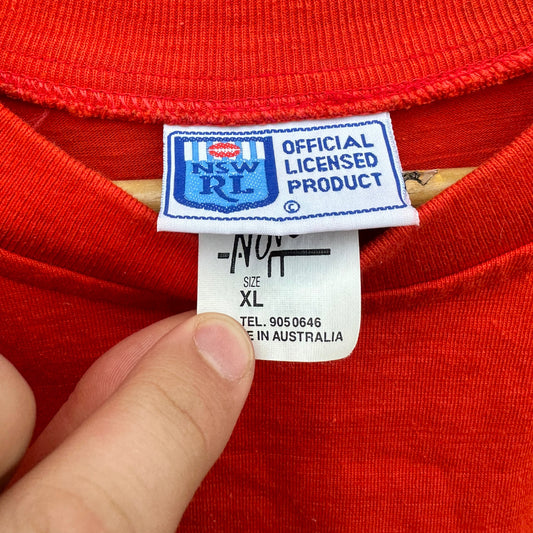 NSW
RL
OFFICIAL
LICENSED
PRODUCT
©
SIZE
XL
TEL. 9050646
E IN AUSTRALIA